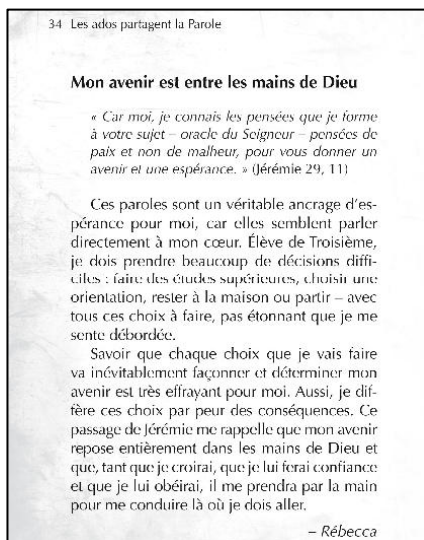 34 Les ados partagent la Parole
Mon avenir est entre les mains de Dieu
« Car moi, je connais les pensées que je forme
à votre sujet – oracle du Seigneur – pensées de
paix et non de malheur, pour vous donner un
avenir et une espérance. » (Jérémie 29, 11)
Ces paroles sont un véritable ancrage d'es-
pérance pour moi, car elles semblent parler
directement à mon cœur. Élève de Troisième,
je dois prendre beaucoup de décisions diffi-
ciles : faire des études supérieures, choisir une
orientation, rester à la maison ou partir – avec
tous ces choix à faire, pas étonnant que je me
sente débordée.
Savoir que chaque choix que je vais faire
va inévitablement façonner et déterminer mon
avenir est très effrayant pour moi. Aussi, je dif-
fère ces choix par peur des conséquences. Ce
passage de Jérémie me rappelle que mon avenir
repose entièrement dans les mains de Dieu et
que, tant que je croirai, que je lui ferai confiance
et que je lui obéirai, il me prendra par la main
pour me conduire là où je dois aller.
– Rébecca